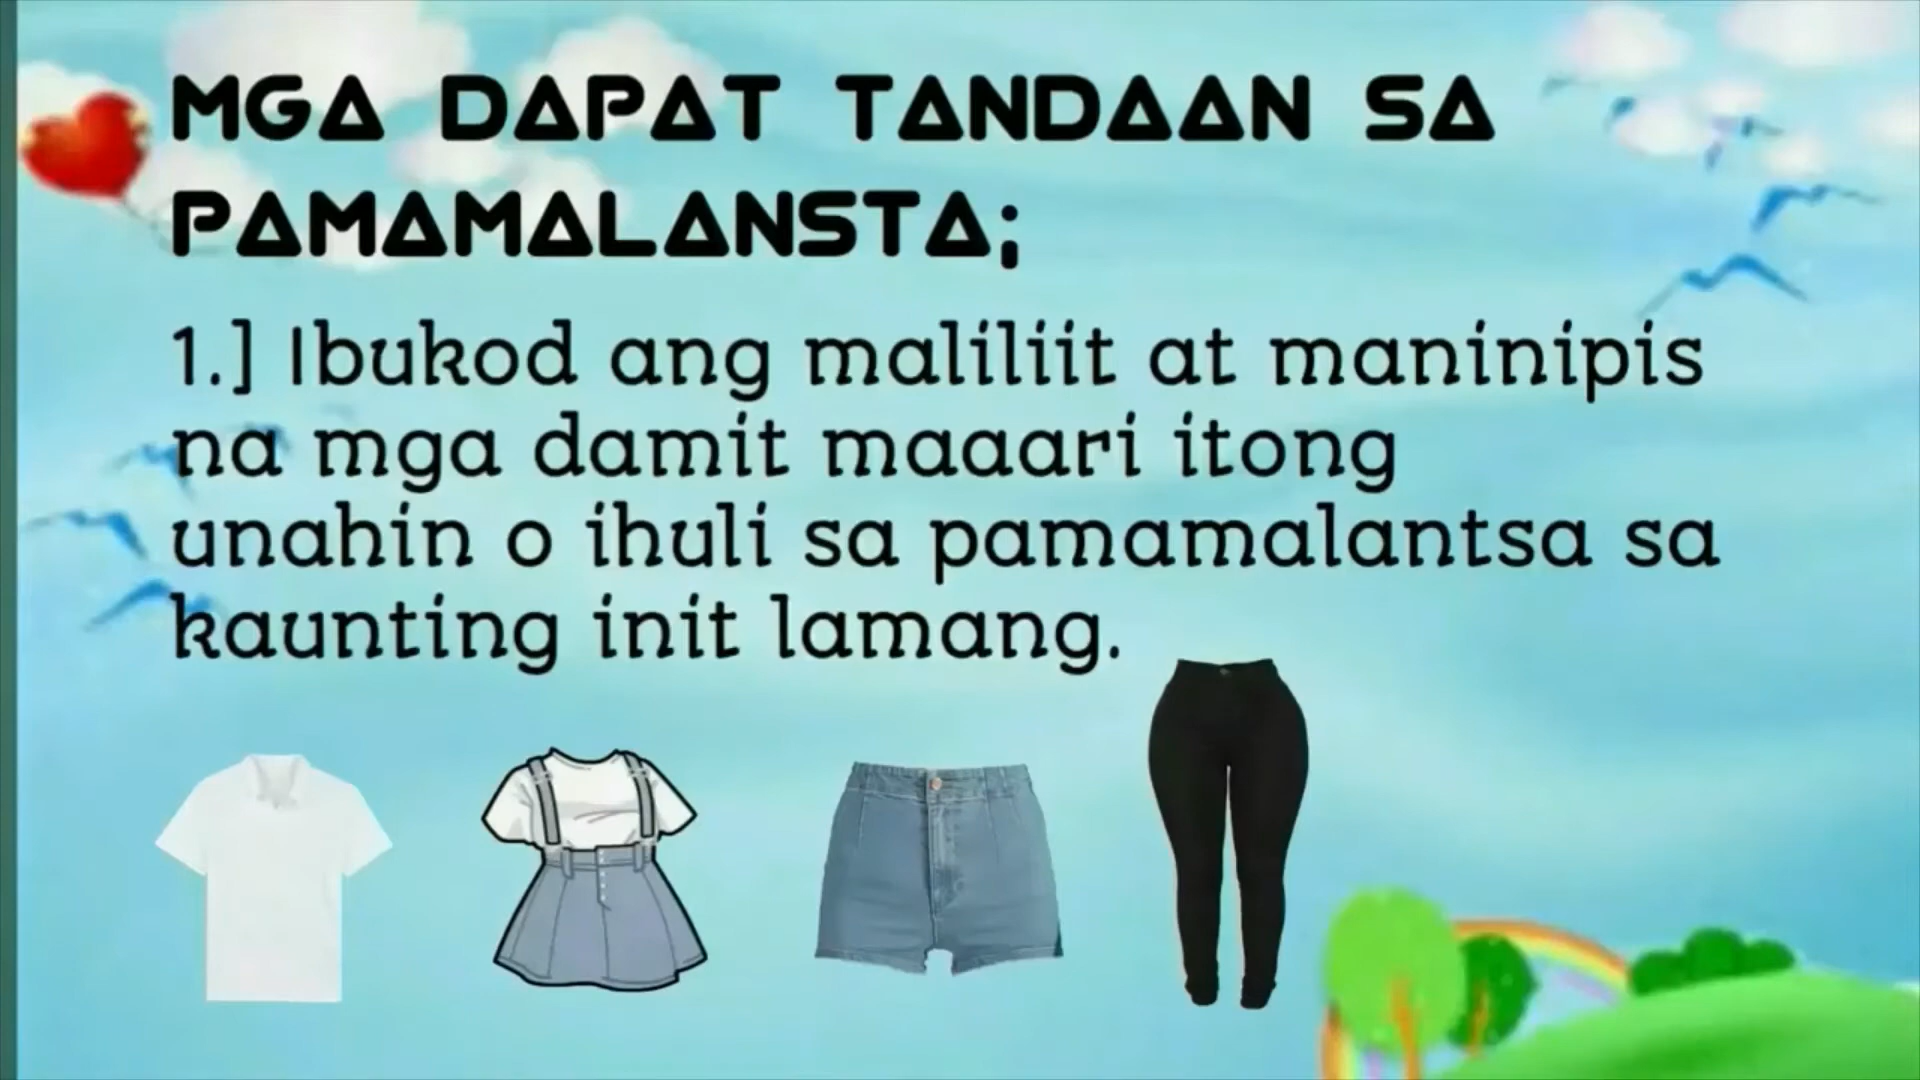 MGA DAPAT TANDAAN SA
PAMAMALANSTA;
1.] Ibukod ang maliliit at maninipis
na mga damit maaari itong
unahin o ihuli sa pamamalantsa sa
kaunting init lamang.